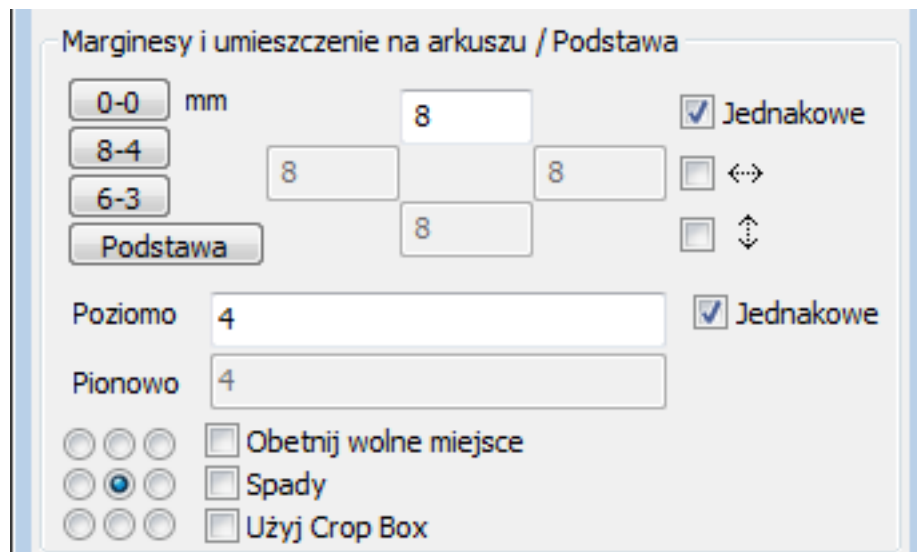 Marginesy i umieszczenie na arkuszu / Podstawa
0-0 mm 8 Jednakowe
8-4
8 8
6-3
Podstawa 8
Poziomo 4 Jednakowe
Pionowo 4
Obetnij wolne miejsce
Spady
Użyj Crop Box